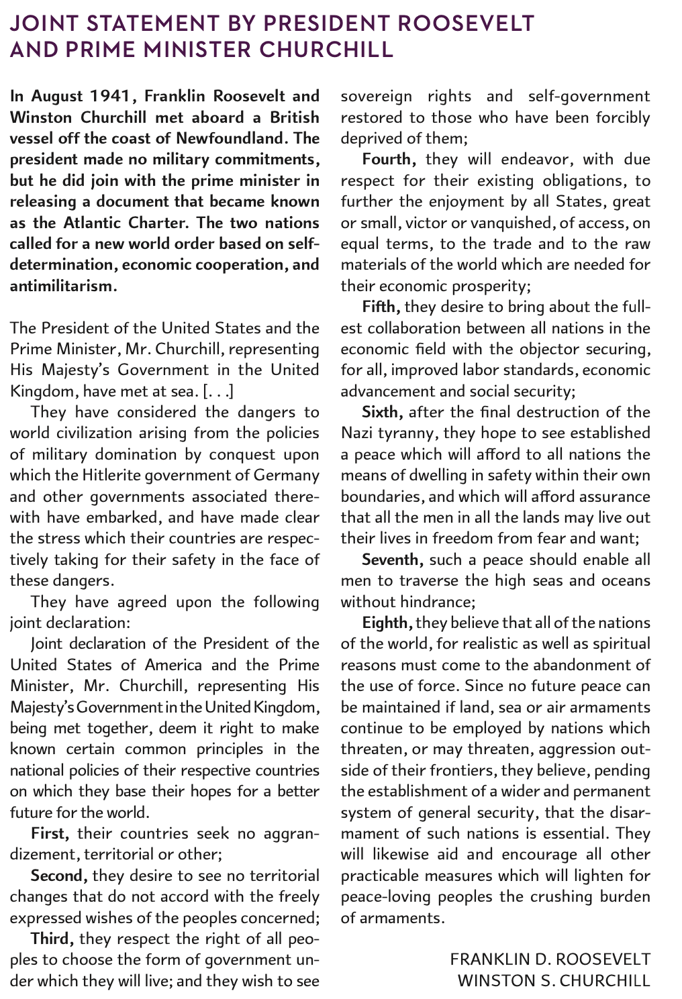 JOINT STATEMENT BY PRESIDENT ROOSEVELT
AND PRIME MINISTER CHURCHILL
In August 1941, Franklin Roosevelt and
Winston Churchill met aboard a British
vessel off the coast of Newfoundland. The
president made no military commitments,
but he did join with the prime minister in
releasing a document that became known
as the Atlantic Charter. The two nations
called for a new world order based on self-
determination, economic cooperation, and
antimilitarism.
The President of the United States and the
Prime Minister, Mr. Churchill, representing
His Majesty's Government in the United
Kingdom, have met at sea. [. . .]
They have considered the dangers to
world civilization arising from the policies
of military domination by conquest upon
which the Hitlerite government of Germany
and other governments associated there-
with have embarked, and have made clear
the stress which their countries are respec-
tively taking for their safety in the face of
these dangers.
They have agreed upon the following
joint declaration:
Joint declaration of the President of the
United States of America and the Prime
Minister, Mr. Churchill, representing His
Majesty's Government in the United Kingdom,
being met together, deem it right to make
known certain common principles in the
national policies of their respective countries
on which they base their hopes for a better
future for the world.
First, their countries seek no aggran-
dizement, territorial or other;
Second, they desire to see no territorial
changes that do not accord with the freely
expressed wishes of the peoples concerned;
Third, they respect the right of all peo-
ples to choose the form of government un-
der which they will live; and they wish to see
sovereign rights and self-government
restored to those who have been forcibly
deprived of them;
Fourth, they will endeavor, with due
respect for their existing obligations, to
further the enjoyment by all States, great
or small, victor or vanquished, of access, on
equal terms, to the trade and to the raw
materials of the world which are needed for
their economic prosperity;
Fifth, they desire to bring about the full-
est collaboration between all nations in the
economic field with the objector securing,
for all, improved labor standards, economic
advancement and social security;
Sixth, after the final destruction of the
Nazi tyranny, they hope to see established
a peace which will afford to all nations the
means of dwelling in safety within their own
boundaries, and which will afford assurance
that all the men in all the lands may live out
their lives in freedom from fear and want;
Seventh, such a peace should enable all
men to traverse the high seas and oceans
without hindrance;
Eighth, they believe that all of the nations
of the world, for realistic as well as spiritual
reasons must come to the abandonment of
the use of force. Since no future peace can
be maintained if land, sea or air armaments
continue to be employed by nations which
threaten, or may threaten, aggression out-
side of their frontiers, they believe, pending
the establishment of a wider and permanent
system of general security, that the disar-
mament of such nations is essential. They
will likewise aid and encourage all other
practicable measures which will lighten for
peace-loving peoples the crushing burden
of armaments.
FRANKLIN D. ROOSEVELT
WINSTON S. CHURCHILL